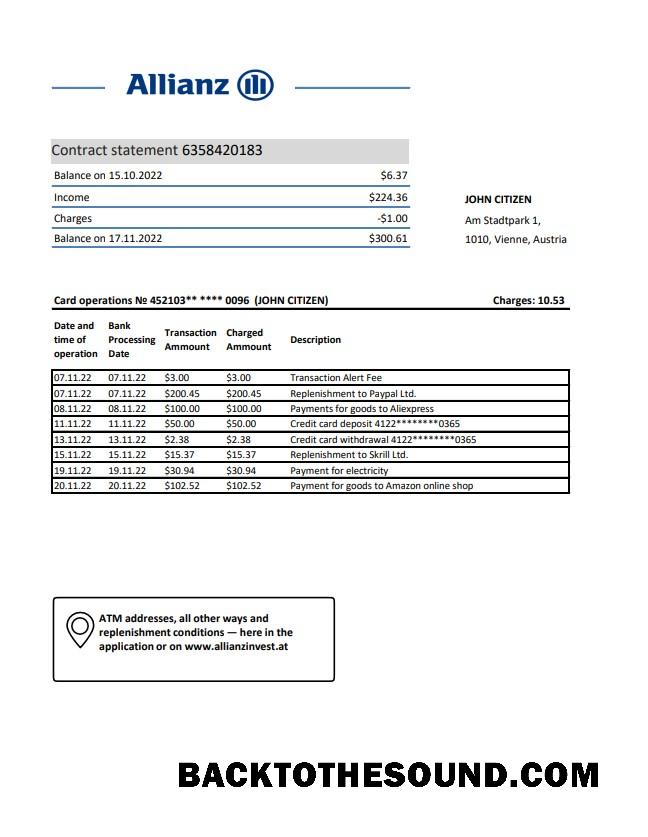 Allianz
Contract statement 6358420183
Balance on 15.10.2022 $6.37
Income $224.36
Charges -$1.00
Balance on 17.11.2022 $300.61
JOHN CITIZEN
Am Stadtpark 1,
1010, Vienne, Austria
Card operations № 452103** **** 0096 (JOHN CITIZEN) Charges: 10.53
Date and time of operation Bank Processing Date Transaction Amount Charged Amount Description
07.11.22 07.11.22 $3.00 $3.00 Transaction Alert Fee
07.11.22 07.11.22 $200.45 $200.45 Replenishment to Paypal Ltd.
08.11.22 08.11.22 $100.00 $100.00 Payments for goods to Aliexpress
11.11.22 11.11.22 $50.00 $50.00 Credit card deposit 4122********0365
13.11.22 13.11.22 $2.38 $2.38 Credit card withdrawal 4122********0365
15.11.22 15.11.22 $15.37 $15.37 Replenishment to Skrill Ltd.
19.11.22 19.11.22 $30.94 $30.94 Payment for electricity
20.11.22 20.11.22 $102.52 $102.52 Payment for goods to Amazon online shop
ATM addresses, all other ways and
replenishment conditions — here in the
application or on www.allianzinvest.at
BACKTOTHESOUND.COM